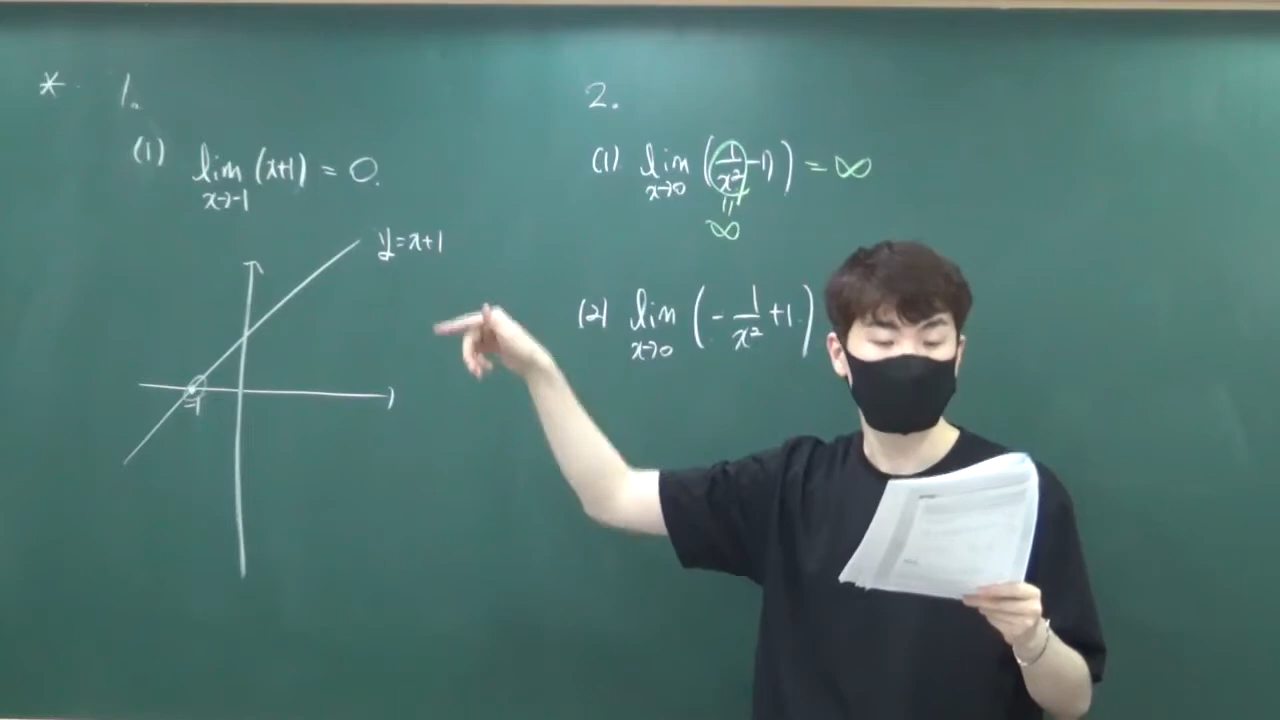 * 1.
(1) lim (x+1) = 0.
x→-1
y=x+1
-1
2.
(1) lim (1/x² -1) = ∞
x→0
=
∞
(2) lim (-1/x² +1)
x→0